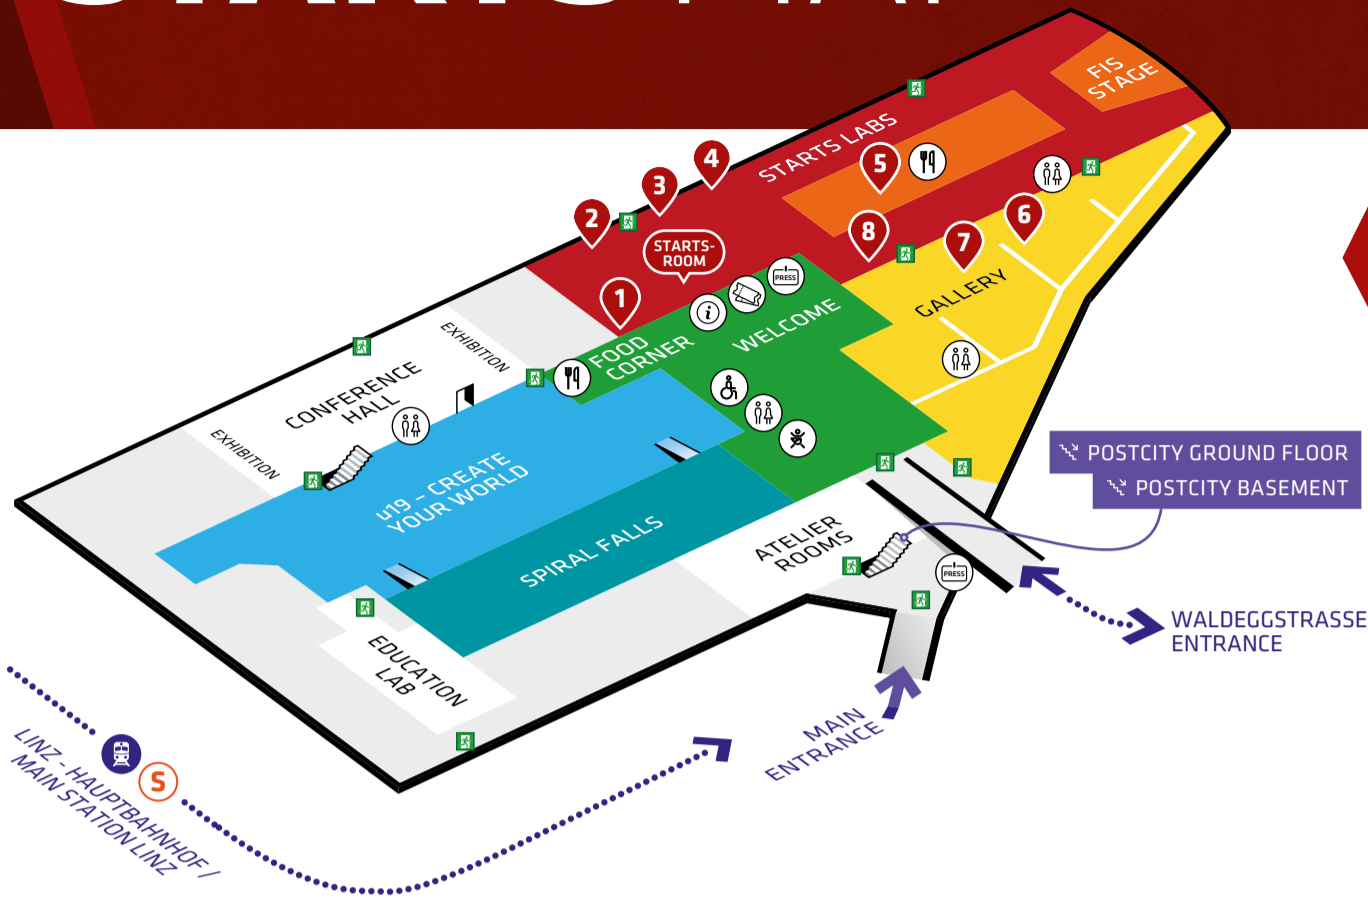 STARTS MAP
FIS
STAGE
STARTS LABS
4
3
2
5
8
6
7
STARTS-
ROOM
1
PRESS
i
GALLERY
WELCOME
FOOD
CORNER
EXHIBITION
CONFERENCE
HALL
EXHIBITION
u19 – CREATE
YOUR WORLD
SPIRAL FALLS
ATELIER
ROOMS
POSTCITY GROUND FLOOR
POSTCITY BASEMENT
PRESS
WALDEGGSTRASSE
ENTRANCE
EDUCATION
LAB
MAIN
ENTRANCE
LINZ - HAUPTBAHNHOF /
MAIN STATION LINZ
S